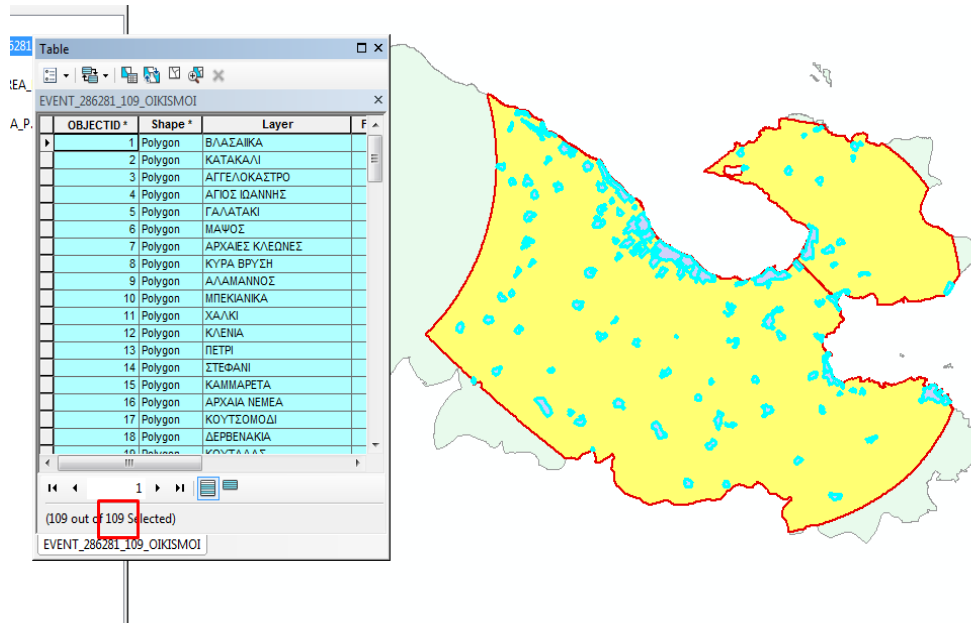 6281
REA_
A_P.
Table
EVENT_286281_109_OIKISMOI
OBJECTID * Shape * Layer F
1 Polygon ΒΛΑΣΑΙΙΚΑ
2 Polygon ΚΑΤΑΚΑΛΙ
3 Polygon ΑΓΓΕΛΟΚΑΣΤΡΟ
4 Polygon ΑΓΙΟΣ ΙΩΑΝΝΗΣ
5 Polygon ΓΑΛΑΤΑΚΙ
6 Polygon ΜΑΨΟΣ
7 Polygon ΑΡΧΑΙΕΣ ΚΛΕΩΝΕΣ
8 Polygon ΚΥΡΑ ΒΡΥΣΗ
9 Polygon ΑΛΑΜΑΝΝΟΣ
10 Polygon ΜΠΕΚΙΑΝΙΚΑ
11 Polygon ΧΑΛΚΙ
12 Polygon ΚΛΕΝΙΑ
13 Polygon ΠΕΤΡΙ
14 Polygon ΣΤΕΦΑΝΙ
15 Polygon ΚΑΜΜΑΡΕΤΑ
16 Polygon ΑΡΧΑΙΑ ΝΕΜΕΑ
17 Polygon ΚΟΥΤΣΟΜΟΔΙ
18 Polygon ΔΕΡΒΕΝΑΚΙΑ
19 Polygon ΚΟΥΤΑΛΑΣ
1
(109 out of 109 Selected)
EVENT_286281_109_OIKISMOI